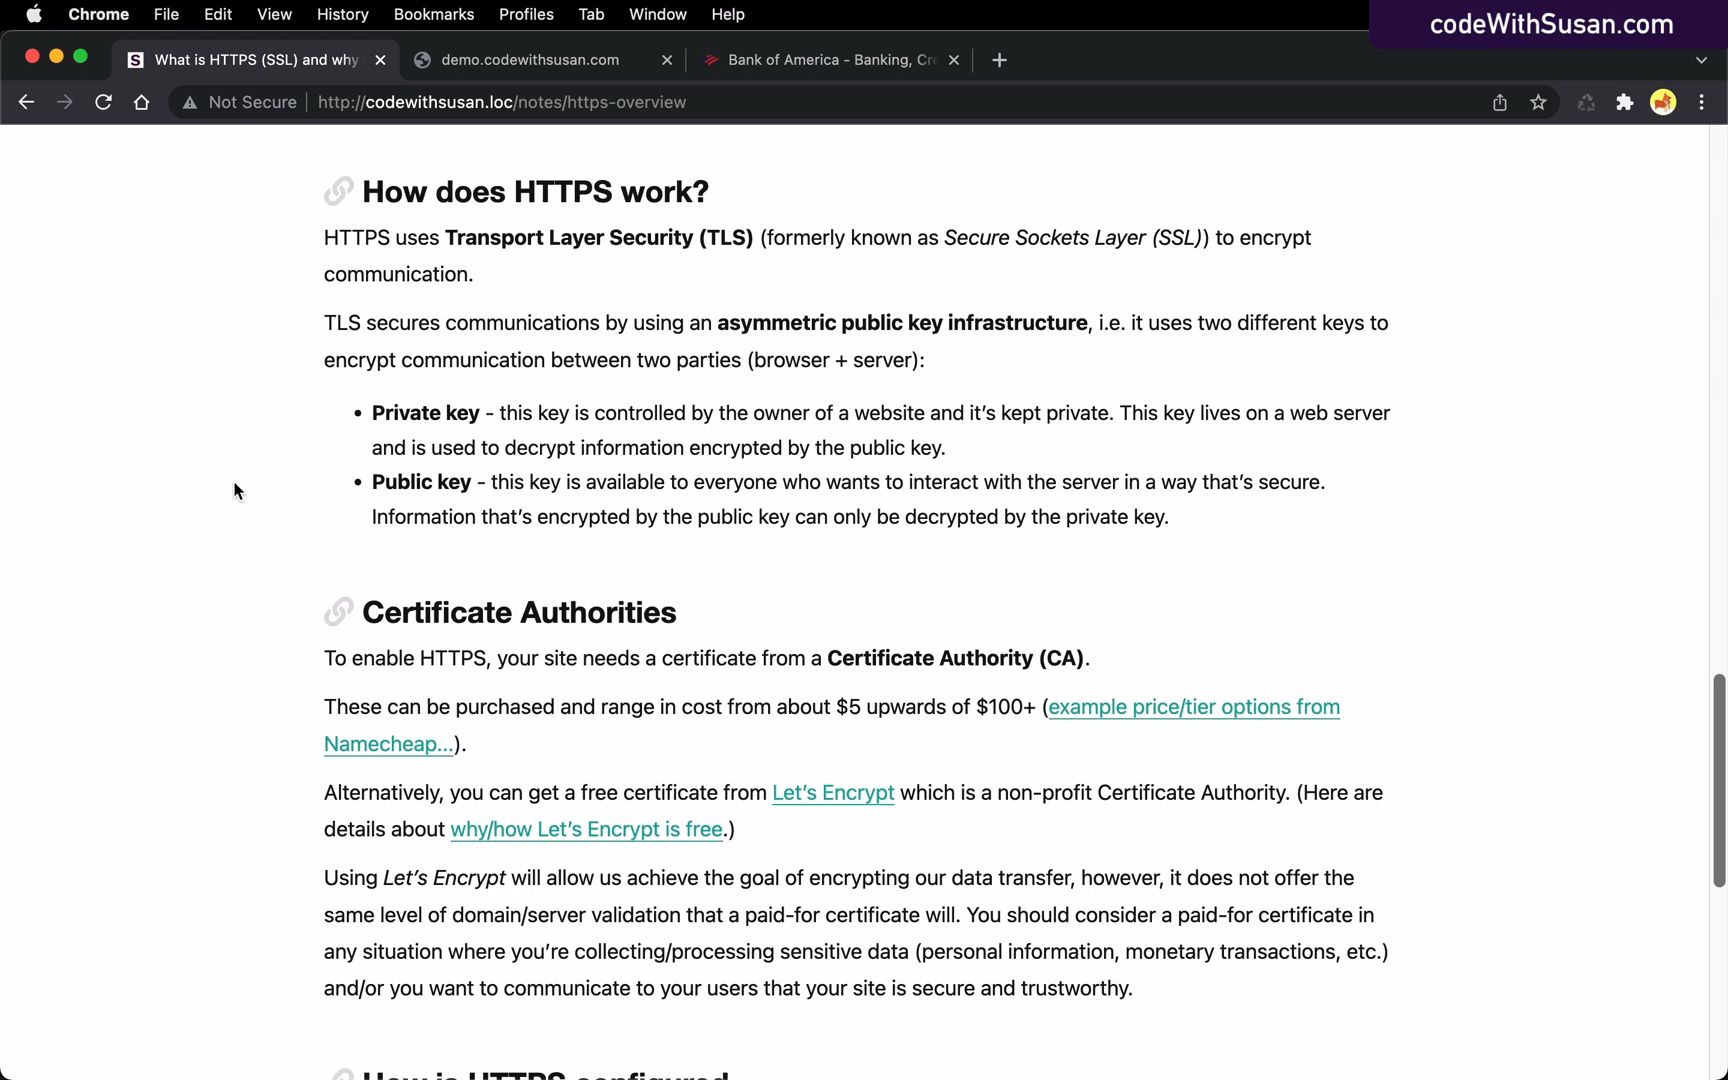 Chrome File Edit View History Bookmarks Profiles Tab Window Help
codeWithSusan.com
What is HTTPS (SSL) and why
demo.codewithsusan.com
Bank of America - Banking, Cre
Not Secure http://codewithsusan.loc/notes/https-overview
How does HTTPS work?
HTTPS uses Transport Layer Security (TLS) (formerly known as Secure Sockets Layer (SSL)) to encrypt
communication.
TLS secures communications by using an asymmetric public key infrastructure, i.e. it uses two different keys to
encrypt communication between two parties (browser + server):
• Private key - this key is controlled by the owner of a website and it’s kept private. This key lives on a web server
and is used to decrypt information encrypted by the public key.
• Public key - this key is available to everyone who wants to interact with the server in a way that’s secure.
Information that’s encrypted by the public key can only be decrypted by the private key.
Certificate Authorities
To enable HTTPS, your site needs a certificate from a Certificate Authority (CA).
These can be purchased and range in cost from about $5 upwards of $100+ (example price/tier options from
Namecheap...).
Alternatively, you can get a free certificate from Let’s Encrypt which is a non-profit Certificate Authority. (Here are
details about why/how Let’s Encrypt is free.)
Using Let’s Encrypt will allow us achieve the goal of encrypting our data transfer, however, it does not offer the
same level of domain/server validation that a paid-for certificate will. You should consider a paid-for certificate in
any situation where you’re collecting/processing sensitive data (personal information, monetary transactions, etc.)
and/or you want to communicate to your users that your site is secure and trustworthy.
How is HTTPS configured